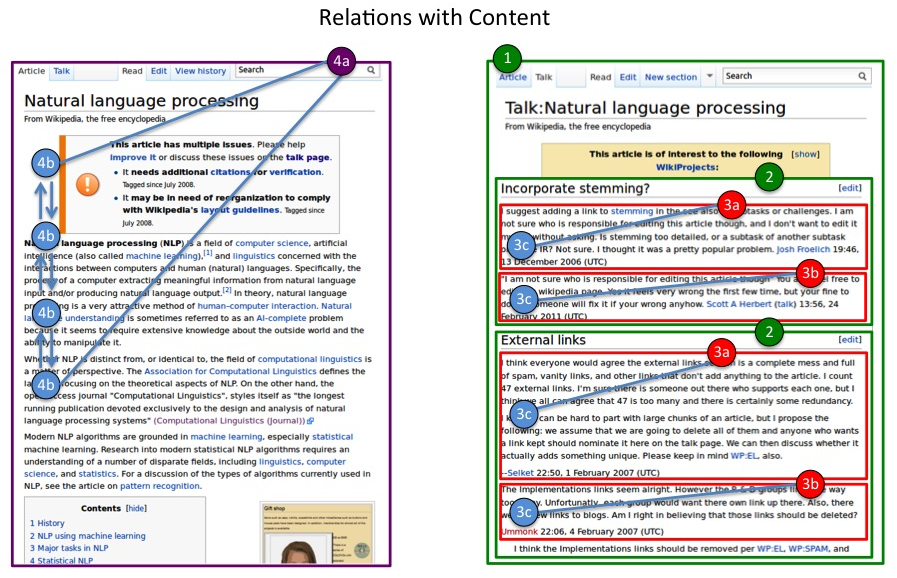 Relations with Content
4a
Article Talk Read Edit View history Search
Natural language processing
From Wikipedia, the free encyclopedia
This article has multiple issues. Please help
improve it or discuss these issues on the talk page.
4b
It needs additional citations for verification.
Tagged since July 2008.
It may be in need of reorganization to comply
with Wikipedia's layout guidelines. Tagged since
July 2008.
4b
language processing (NLP) is a field of computer science, artificial
intelligence (also called machine learning),[1] and linguistics concerned with the
interactions between computers and human (natural) languages. Specifically, the
process of a computer extracting meaningful information from natural language
input and/or producing natural language output.[2] In theory, natural language
4b
processing is a very attractive method of human-computer interaction. Natural
understanding is sometimes referred to as an AI-complete problem
because it seems to require extensive knowledge about the outside world and the
ability to manipulate it.
Whether NLP is distinct from, or identical to, the field of computational linguistics is
a matter of perspective. The Association for Computational Linguistics defines the
4b
focusing on the theoretical aspects of NLP. On the other hand, the
open-access journal "Computational Linguistics", styles itself as "the longest
running publication devoted exclusively to the design and analysis of natural
language processing systems" (Computational Linguistics (Journal))
Modern NLP algorithms are grounded in machine learning, especially statistical
machine learning. Research into modern statistical NLP algorithms requires an
understanding of a number of disparate fields, including linguistics, computer
science, and statistics. For a discussion of the types of algorithms currently used in
NLP, see the article on pattern recognition.
Contents [hide]
1 History
2 NLP using machine learning
3 Major tasks in NLP
4 Statistical NLP
Gift shop
1
Article Talk Read Edit New section Search
Talk:Natural language processing
From Wikipedia, the free encyclopedia
This article is of interest to the following [show]
WikiProjects:
2
Incorporate stemming? [edit]
3a
I suggest adding a link to stemming in the see also subtasks or challenges. I am
not sure who is responsible for editing this article though, and I don't want to edit it
3c
without asking. Is stemming too detailed, or a subtask of another subtask
IR? Not sure. I thought it was a pretty popular problem. Josh Froelich 19:46,
13 December 2006 (UTC)
3b
"I am not sure who is responsible for editing this article though" You feel free to
3c
wikipedia page. Yes it feels very wrong the first few time, but your fine to
someone will fix it if your wrong anyhow. Scott A Herbert (talk) 13:56, 24
February 2011 (UTC)
2
External links [edit]
3a
I think everyone would agree the external links is a complete mess and full
of spam, vanity links, and other links that don't add anything to the article. I count
47 external links. I'm sure there is someone out there who supports each one, but I
think we all can agree that 47 is too many and there is certainly some redundancy.
3c
can be hard to part with large chunks of an article, but I propose the
following: we assume that we are going to delete all of them and anyone who wants
a link kept should nominate it here on the talk page. We can then discuss whether it
actually adds something unique. Please keep in mind WP:EL, also.
--Selket 22:50, 1 February 2007 (UTC)
3b
The Implementations links seem alright. However the R & D groups way
3c
Unfortunately, each group would want there own link up there. Also, there
links to blogs. Am I right in believing that those links should be deleted?
Ummonk 22:06, 4 February 2007 (UTC)
I think the Implementations links should be removed per WP:EL, WP:SPAM, and